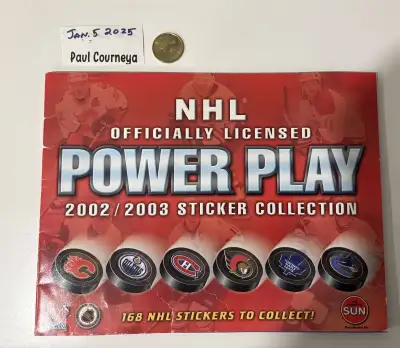 JAN. 5 2025
Paul Courneya
NHL
OFFICIALLY LICENSED
POWER PLAY
2002/2003 STICKER COLLECTION
168 NHL STICKERS TO COLLECT!
SUN